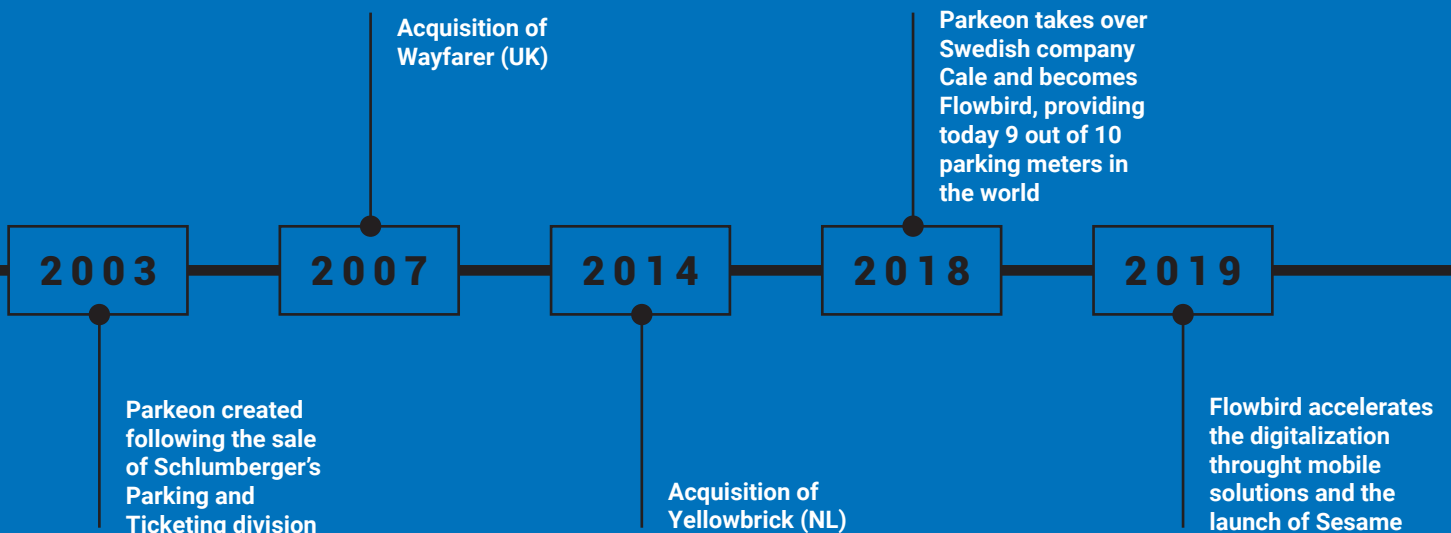 Acquisition of
Wayfarer (UK)
Parkeon takes over
Swedish company
Cale and becomes
Flowbird, providing
today 9 out of 10
parking meters in
the world
2003
2007
2014
2018
2019
Parkeon created
following the sale
of Schlumberger’s
Parking and
Ticketing division
Acquisition of
Yellowbrick (NL)
Flowbird accelerates
the digitalization
throught mobile
solutions and the
launch of Sesame